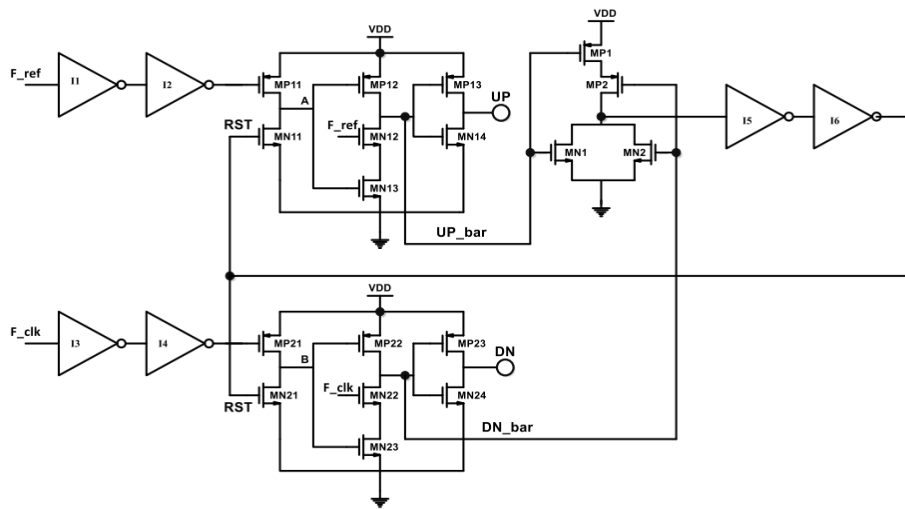 VDD
VDD
MP1
F_ref
I1
I2
MP11
MP12
MP13
UP
MP2
A
RST
F_ref
I5
I6
MN11
MN12
MN14
MN1
MN2
MN13
UP_bar
VDD
F_clk
I3
I4
MP21
MP22
MP23
DN
B
F_clk
RST
MN21
MN22
MN24
DN_bar
MN23